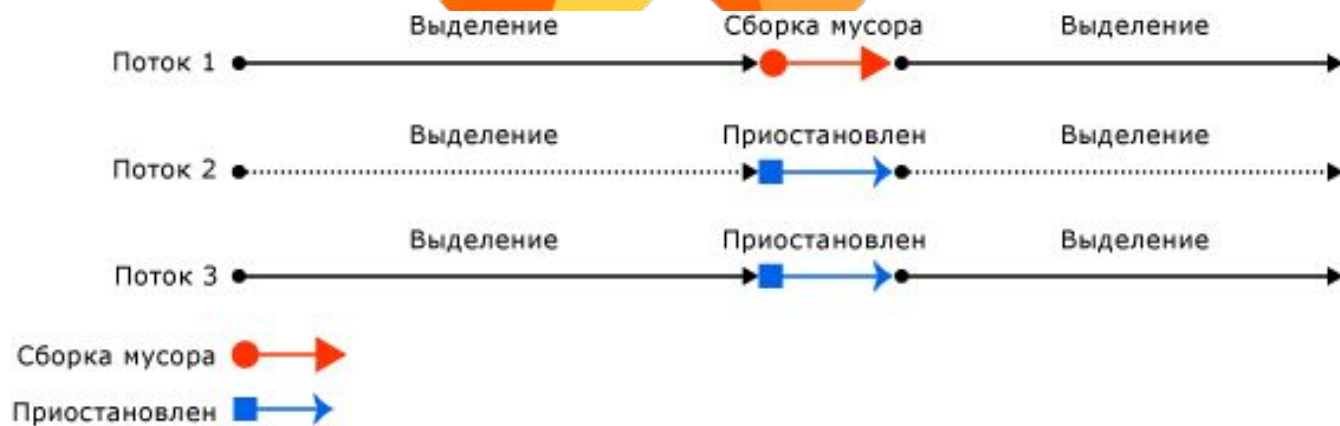 Выделение Сборка мусора Выделение
Поток 1
Выделение Приостановлен Выделение
Поток 2
Выделение Приостановлен Выделение
Поток 3
Сборка мусора
Приостановлен